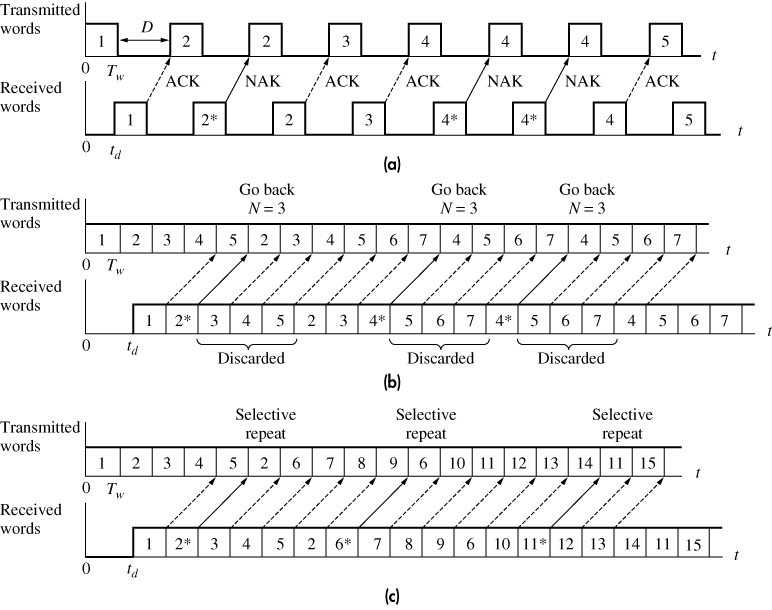 Transmitted
words
1 D 2 2 3 4 4 4 5 t
0 T_w ACK NAK ACK ACK NAK NAK ACK
Received
words
1 2* 2 3 4* 4* 4 5 t
0 t_d
(a)
Go back Go back Go back
N = 3 N = 3 N = 3
Transmitted
words
1 2 3 4 5 2 3 4 5 6 7 4 5 6 7 4 5 6 7 t
0 T_w
Received
words
1 2* 3 4 5 2 3 4* 5 6 7 4* 5 6 7 4 5 6 7 t
0 t_d Discarded Discarded Discarded
(b)
Selective Selective Selective
repeat repeat repeat
Transmitted
words
1 2 3 4 5 2 6 7 8 9 6 10 11 12 13 14 11 15 t
0 T_w
Received
words
1 2* 3 4 5 2 6* 7 8 9 6 10 11* 12 13 14 11 15 t
0 t_d
(c)